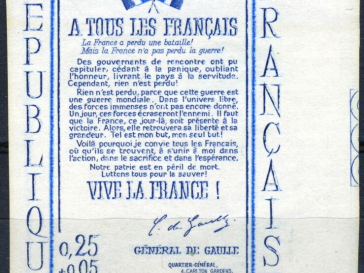 A TOUS LES FRANÇAIS
La France a perdu une bataille!
Mais la France n'a pas perdu la guerre!
Des gouvernants de rencontre ont pu
capituler, cédant à la panique, oubliant
l'honneur, livrant le pays à la servitude.
Cependant, rien n'est perdu!
Rien n'est perdu, parce que cette guerre est
une guerre mondiale. Dans l'univers libre,
des forces immenses n'ont pas encore donné.
Un jour, ces forces écraseront l'ennemi. Il faut
que la France, ce jour-là, soit présente à la
victoire. Alors, elle retrouvera sa liberté et sa
grandeur. Tel est mon but, mon seul but!
Voilà pourquoi je convie tous les Français,
où qu'ils se trouvent, à s'unir à moi dans
l'action, dans le sacrifice et dans l'espérance.
Notre patrie est en péril de mort.
Luttons tous pour la sauver!
VIVE LA FRANCE!
C. de Gaulle
GÉNÉRAL DE GAULLE
0,25
+0,05
QUARTIER-GÉNÉRAL,
4, CARLTON GARDENS,
EPUBLIQU
RANÇAIS